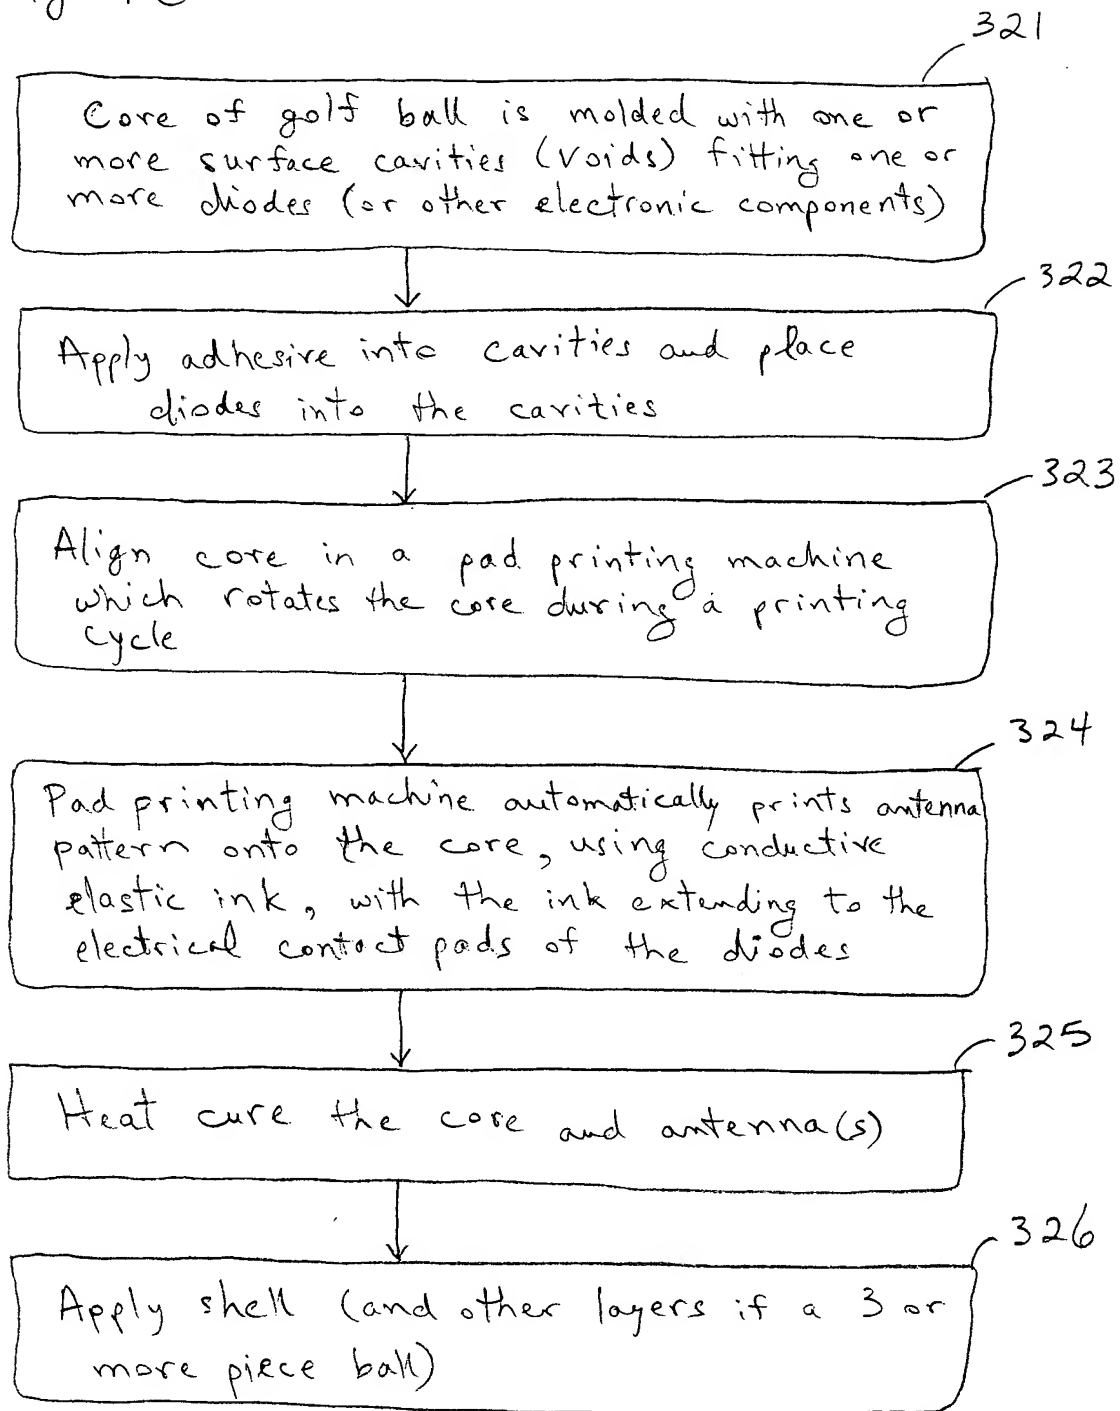 321
Core of golf ball is molded with one or
more surface cavities (voids) fitting one or
more diodes (or other electronic components)
322
Apply adhesive into cavities and place
diodes into the cavities
323
Align core in a pad printing machine
which rotates the core during a printing
cycle
324
Pad printing machine automatically prints antenna
pattern onto the core, using conductive
elastic ink, with the ink extending to the
electrical contact pads of the diodes
325
Heat cure the core and antenna(s)
326
Apply shell (and other layers if a 3 or
more piece ball)